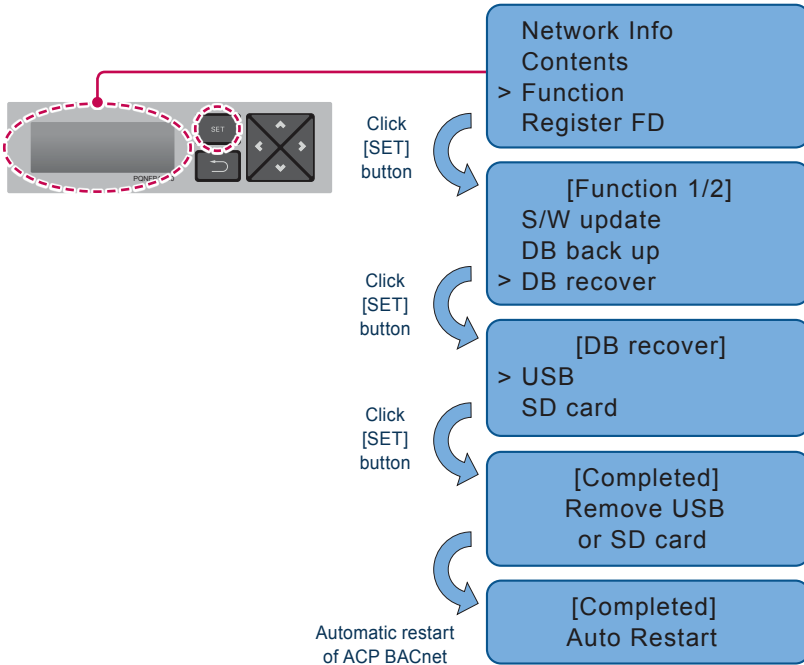 Network Info
Contents
> Function
Register FD
SET
Click
[SET]
button
[Function 1/2]
S/W update
DB back up
> DB recover
Click
[SET]
button
[DB recover]
> USB
SD card
Click
[SET]
button
[Completed]
Remove USB
or SD card
Automatic restart
of ACP BACnet
[Completed]
Auto Restart